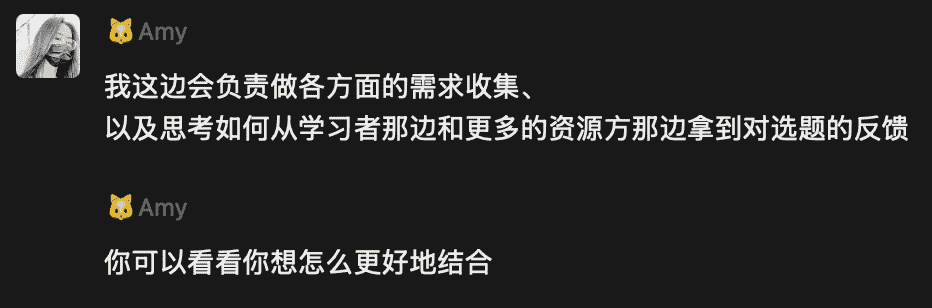 🐱Amy
我这边会负责做各方面的需求收集、
以及思考如何从学习者那边和更多的资源方那边拿到对选题的反馈
🐱Amy
你可以看看你想怎么更好地结合